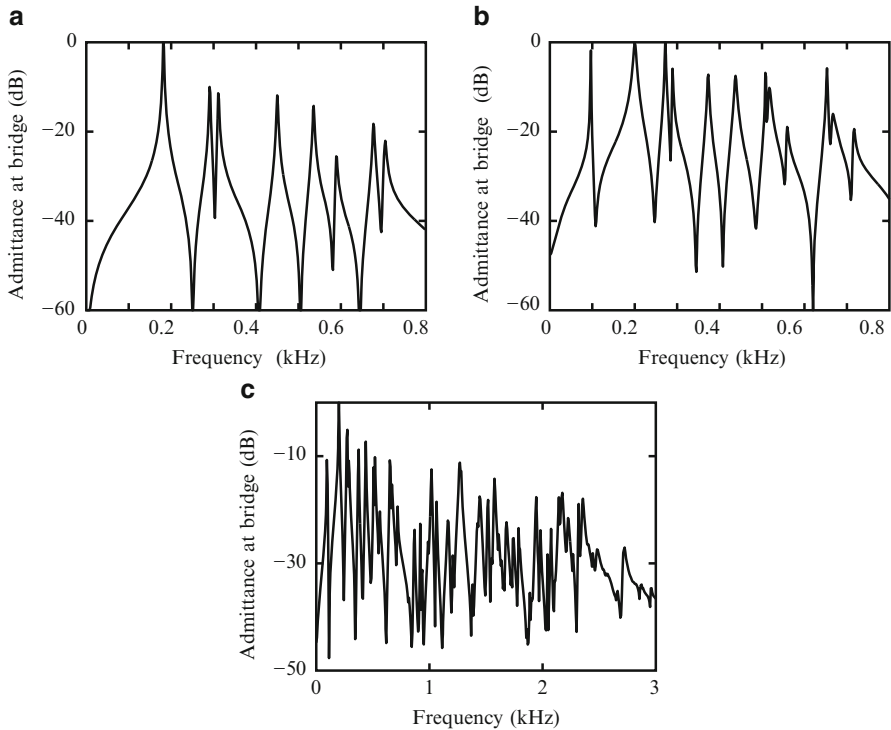 a
0
−20
−40
−60
Admittance at bridge (dB)
0 0.2 0.4 0.6 0.8
Frequency (kHz)
b
0
−20
−40
−60
Admittance at bridge (dB)
0 0.2 0.4 0.6 0.8
Frequency (kHz)
c
−10
−30
−50
Admittance at bridge (dB)
0 1 2 3
Frequency (kHz)